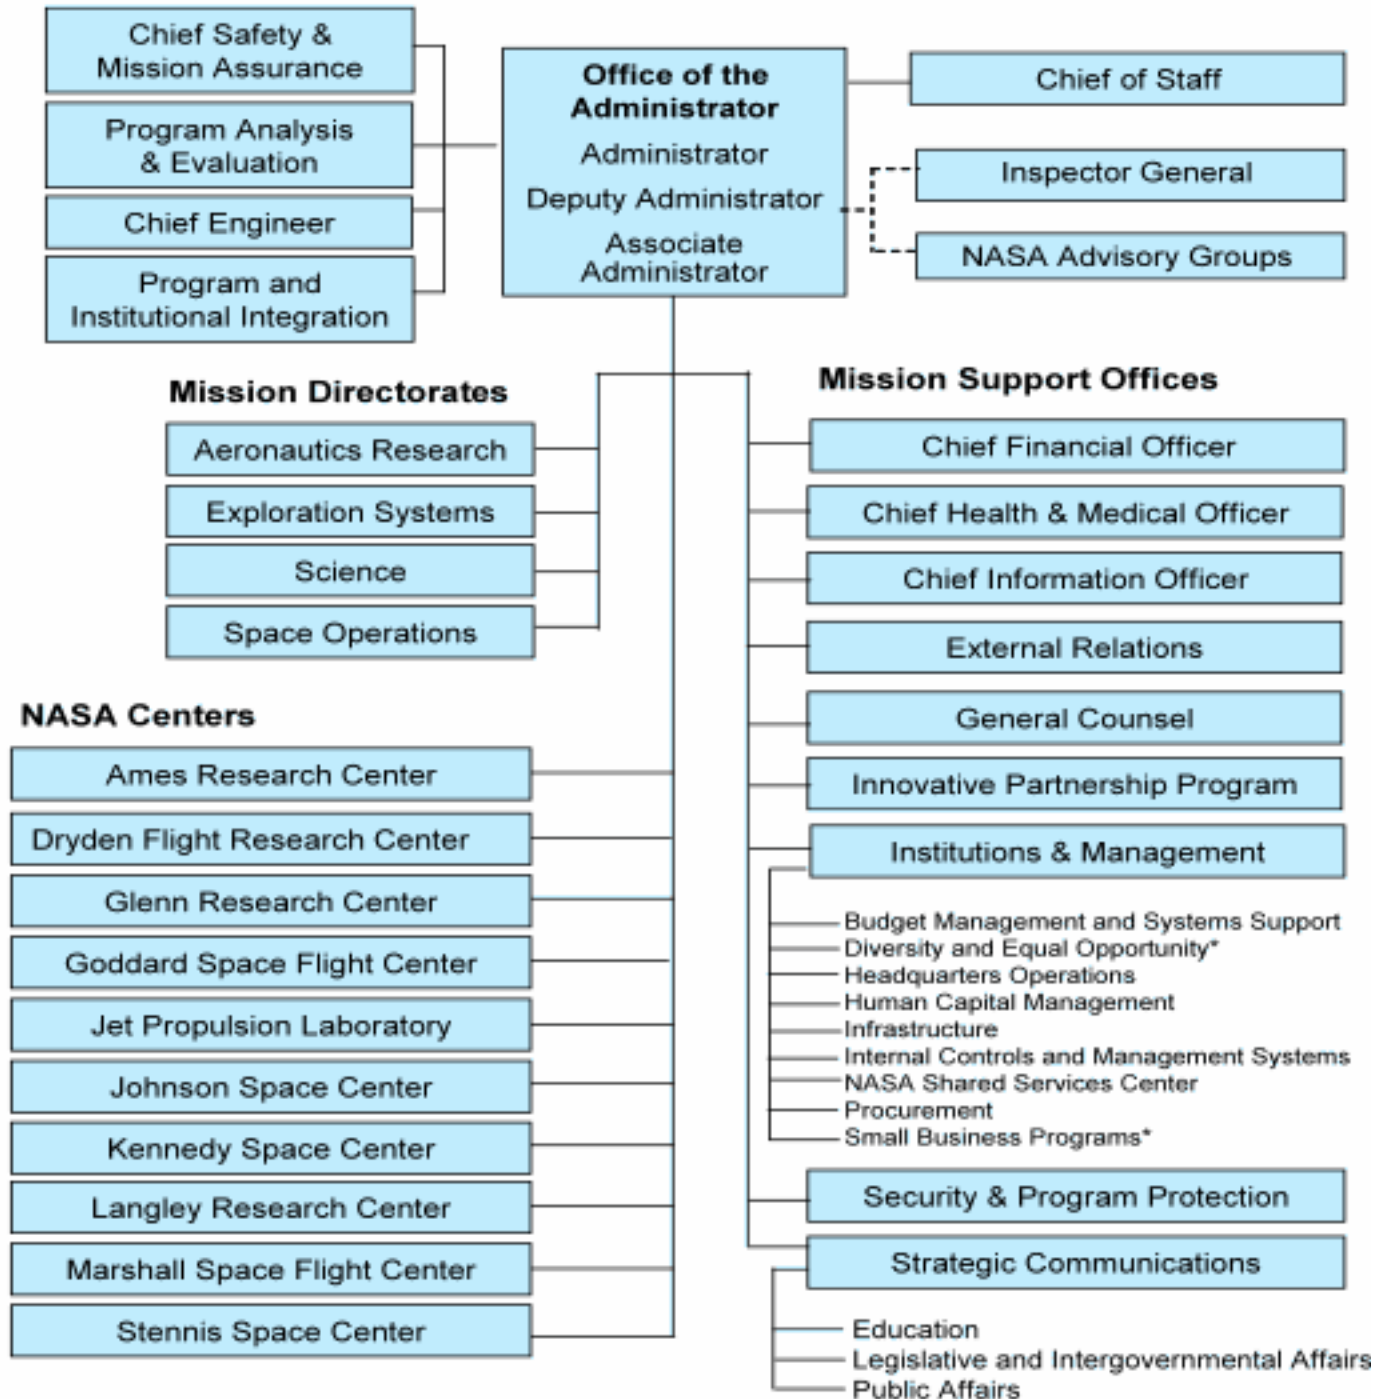 Chief Safety &
Mission Assurance
Program Analysis
& Evaluation
Chief Engineer
Program and
Institutional Integration
Office of the
Administrator
Administrator
Deputy Administrator
Associate
Administrator
Chief of Staff
Inspector General
NASA Advisory Groups
Mission Directorates
Aeronautics Research
Exploration Systems
Science
Space Operations
NASA Centers
Ames Research Center
Dryden Flight Research Center
Glenn Research Center
Goddard Space Flight Center
Jet Propulsion Laboratory
Johnson Space Center
Kennedy Space Center
Langley Research Center
Marshall Space Flight Center
Stennis Space Center
Mission Support Offices
Chief Financial Officer
Chief Health & Medical Officer
Chief Information Officer
External Relations
General Counsel
Innovative Partnership Program
Institutions & Management
Budget Management and Systems Support
Diversity and Equal Opportunity*
Headquarters Operations
Human Capital Management
Infrastructure
Internal Controls and Management Systems
NASA Shared Services Center
Procurement
Small Business Programs*
Security & Program Protection
Strategic Communications
Education
Legislative and Intergovernmental Affairs
Public Affairs